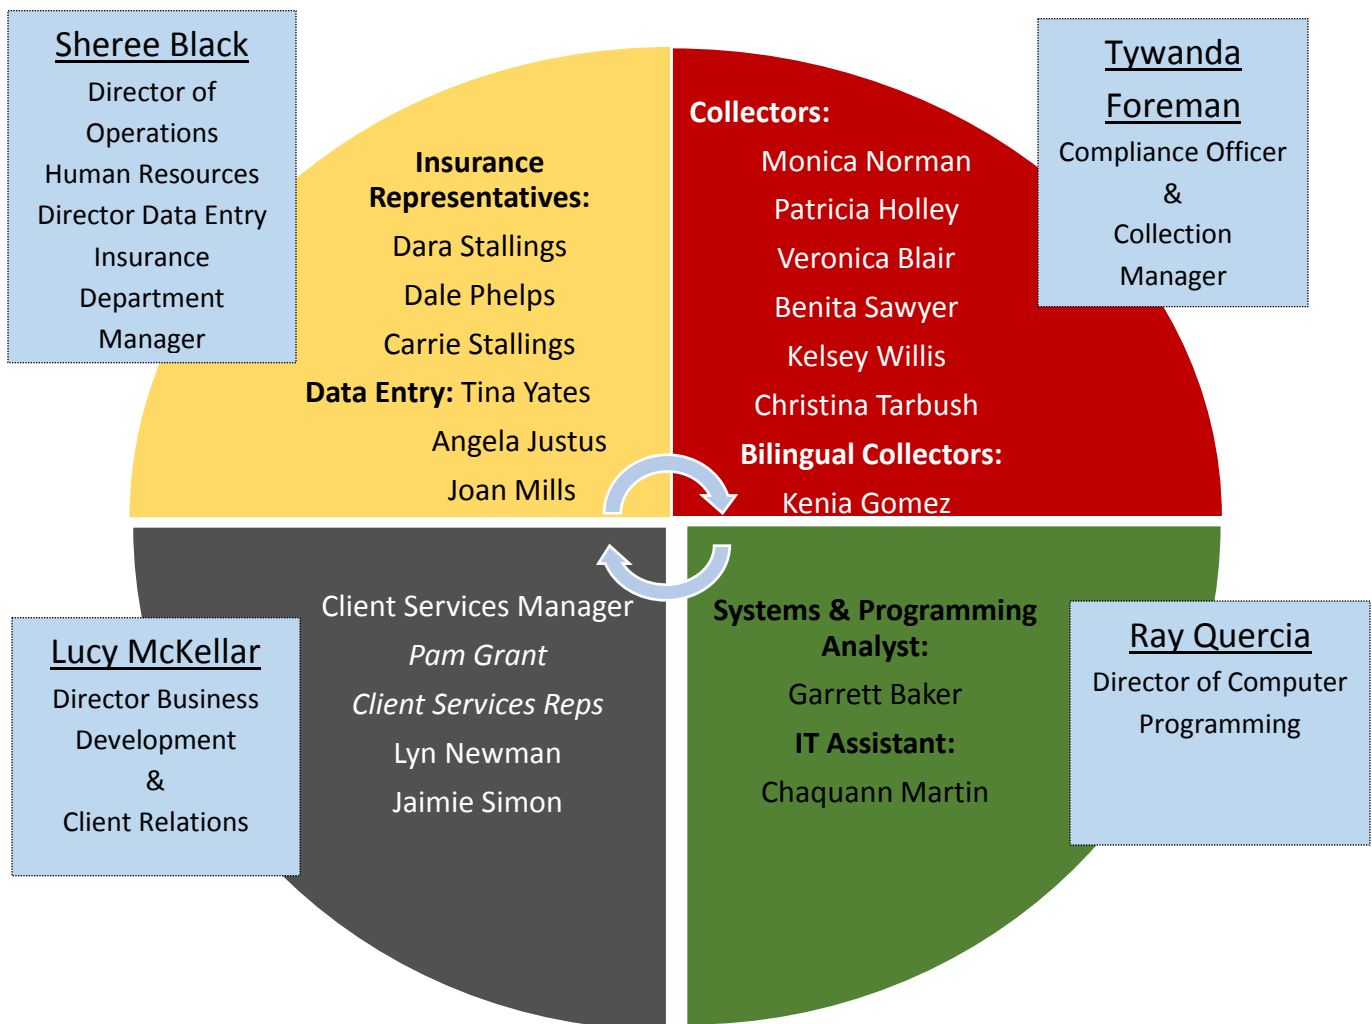 Sheree Black
Director of
Operations
Human Resources
Director Data Entry
Insurance
Department
Manager
Insurance
Representatives:
Dara Stallings
Dale Phelps
Carrie Stallings
Data Entry: Tina Yates
Angela Justus
Joan Mills
Collectors:
Monica Norman
Patricia Holley
Veronica Blair
Benita Sawyer
Kelsey Willis
Christina Tarbush
Bilingual Collectors:
Kenia Gomez
Tywanda
Foreman
Compliance Officer
&
Collection
Manager
Lucy McKellar
Director Business
Development
&
Client Relations
Client Services Manager
Pam Grant
Client Services Reps
Lyn Newman
Jaimie Simon
Systems & Programming
Analyst:
Garrett Baker
IT Assistant:
Chaquann Martin
Ray Quercia
Director of Computer
Programming